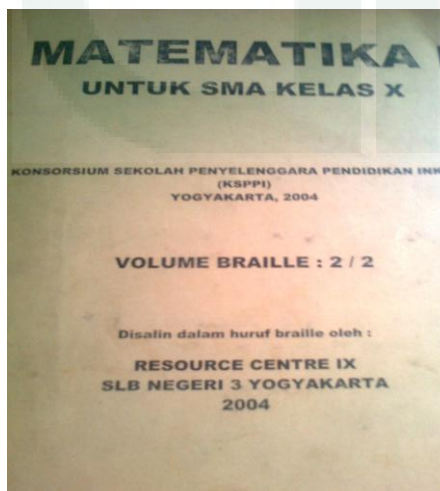 MATEMATIKA
UNTUK SMA KELAS X
KONSORSIUM SEKOLAH PENYELENGGARA PENDIDIKAN
(KSPPI)
YOGYAKARTA, 2004
VOLUME BRAILLE : 2 / 2
Disalin dalam huruf braille oleh :
RESOURCE CENTRE IX
SLB NEGERI 3 YOGYAKARTA
2004